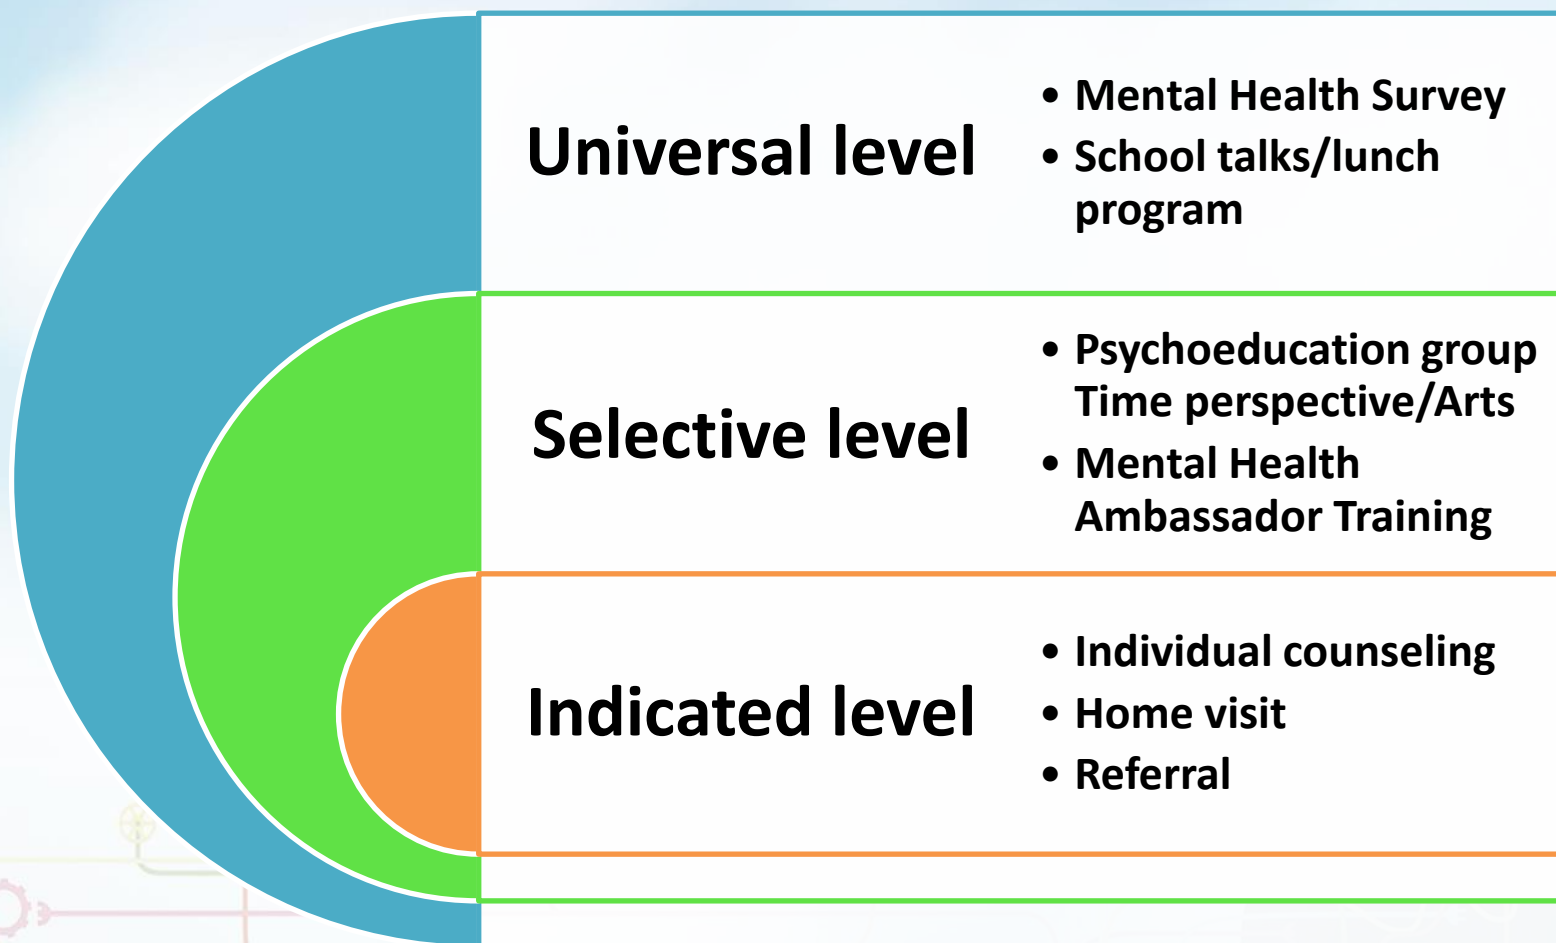 Universal level
• Mental Health Survey
• School talks/lunch
program
Selective level
• Psychoeducation group
Time perspective/Arts
• Mental Health
Ambassador Training
Indicated level
• Individual counseling
• Home visit
• Referral